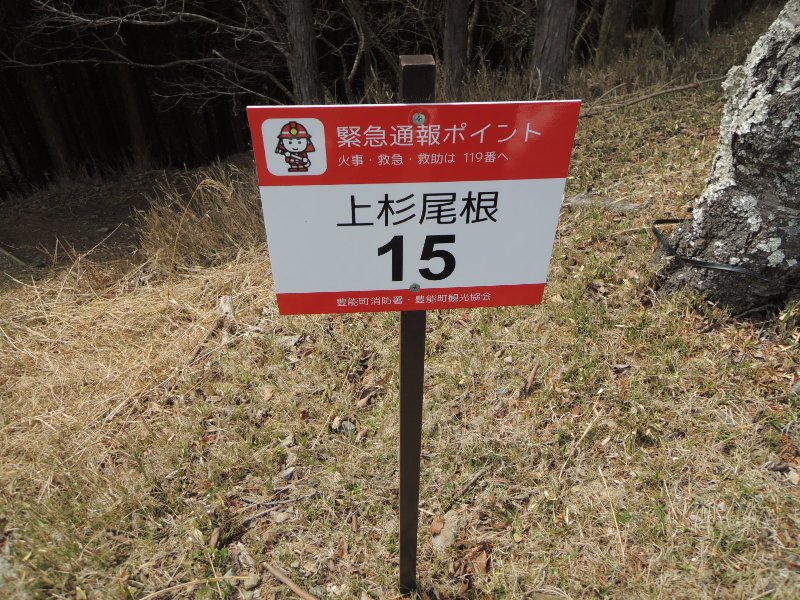 緊急通報ポイント
火事・救急・救助は 119番へ
上杉尾根
15
豊能町消防署・豊能町観光協会